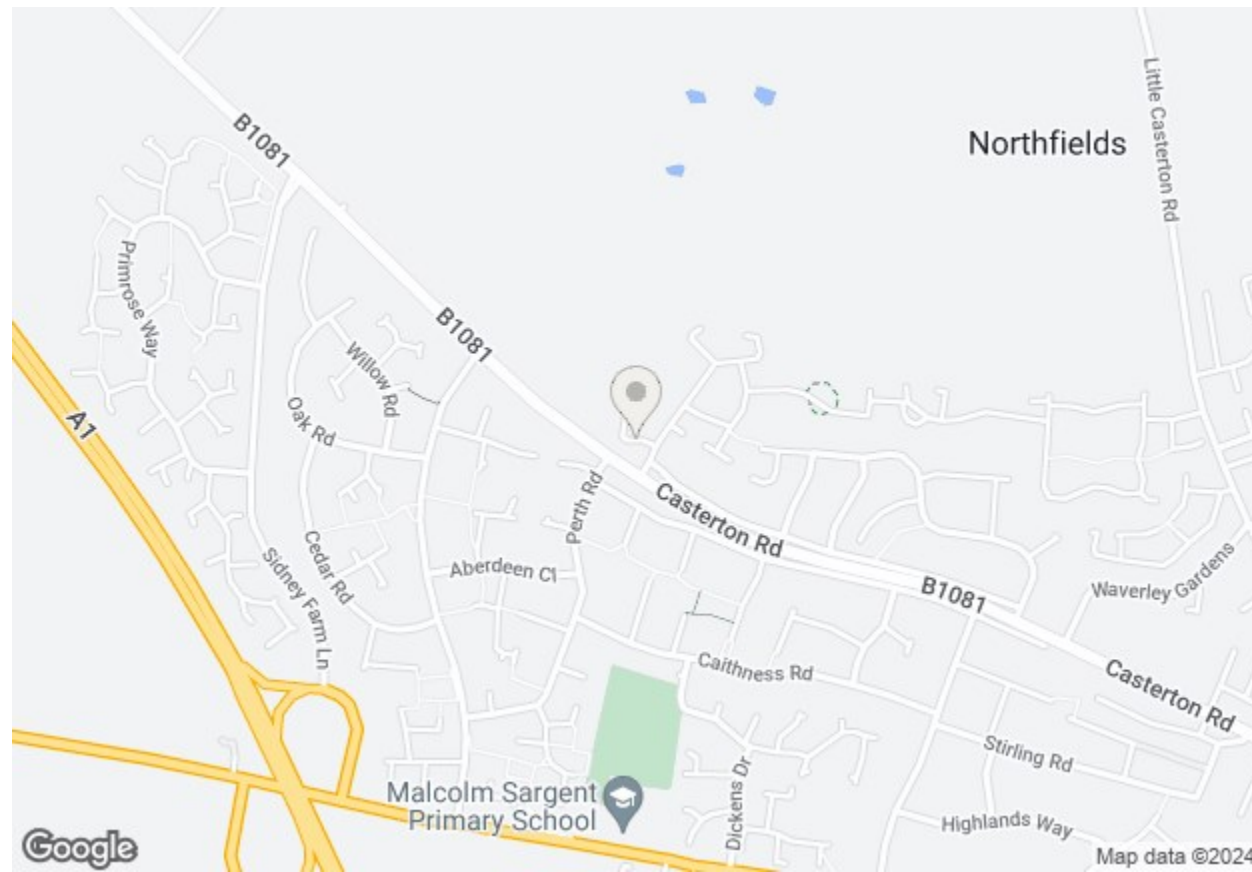 B1081
Little Casterton Rd
Northfields
Primrose Way
B1081
Willow Rd
Oak Rd
A1
Perth Rd
Casterton Rd
Cedar Rd
Sidney Farm Ln
Aberdeen Cl
B1081
Waverley Gardens
Caithness Rd
Casterton Rd
Stirling Rd
Dickens Dr
Malcolm Sargent
Primary School
Highlands Way
Google
Map data ©2024